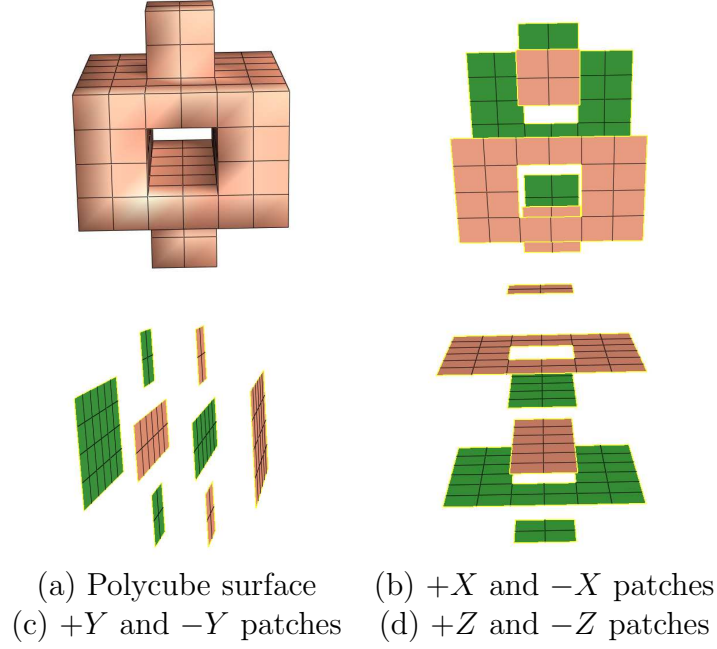 (a) Polycube surface (b) +X and −X patches
(c) +Y and −Y patches (d) +Z and −Z patches